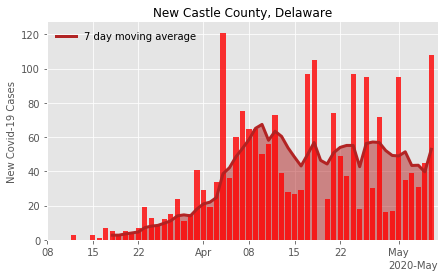 New Castle County, Delaware
7 day moving average
New Covid-19 Cases
120
100
80
60
40
20
0
08 15 22 Apr 08 15 22 May
2020-May